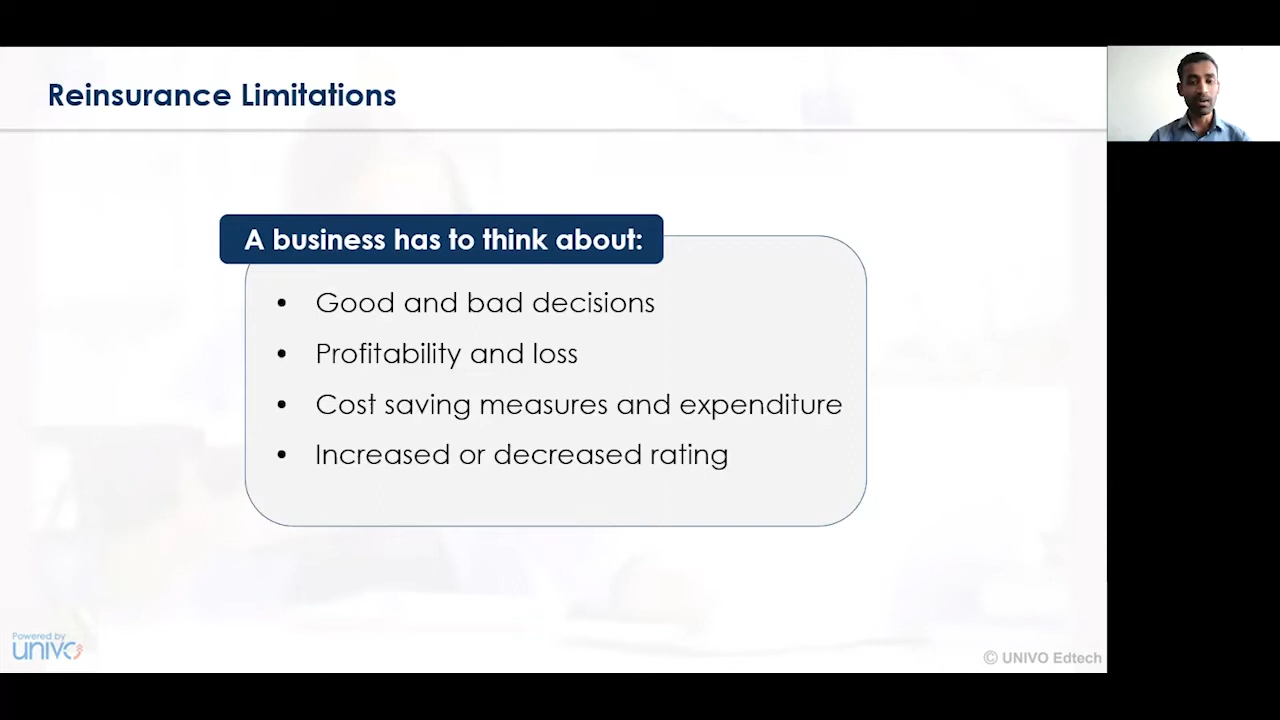 Reinsurance Limitations
A business has to think about:
• Good and bad decisions
• Profitability and loss
• Cost saving measures and expenditure
• Increased or decreased rating
Powered by
UNIVO
© UNIVO Edtech